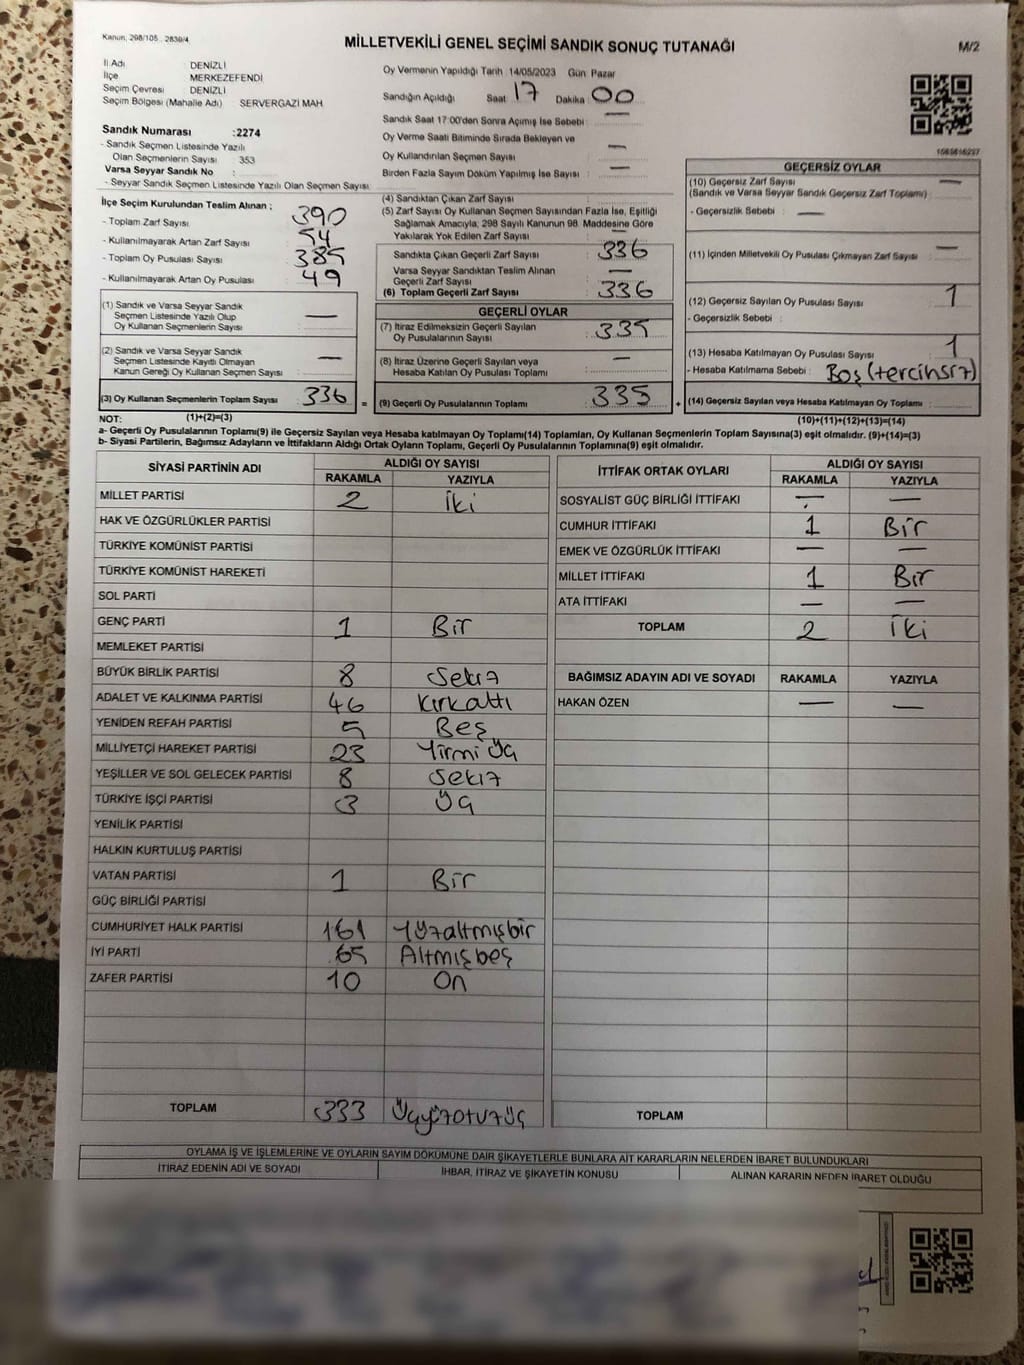 Kanun, 298/105 2839/4
MİLLETVEKİLİ GENEL SEÇİMİ SANDIK SONUÇ TUTANAĞI
M/2
İl Adı : DENİZLİ
İlçe MERKEZEFENDİ
Seçim Çevresi : DENİZLİ
Seçim Bölgesi (Mahalle Adı) : SERVERGAZİ MAH
Sandık Numarası :2274
- Sandık Seçmen Listesinde Yazılı
Olan Seçmenlerin Sayısı : 353
Varsa Seyyar Sandık No :
- Seyyar Sandık Seçmen Listesinde Yazılı Olan Seçmen Sayısı
Oy Vermenin Yapıldığı Tarih 14/05/2023 Gün Pazar
Sandığın Açıldığı Saat 17 Dakika 00
Sandık Saat 17:00'den Sonra Açılmış İse Sebebi : —
Oy Verme Saati Bitiminde Sırada Bekleyen ve
Oy Kullandırılan Seçmen Sayısı : —
Birden Fazla Sayım Döküm Yapılmış İse Sayısı : —
İlçe Seçim Kurulundan Teslim Alınan ;
- Toplam Zarf Sayısı : 390
- Kullanılmayarak Artan Zarf Sayısı : 54
- Toplam Oy Pusulası Sayısı : 385
- Kullanılmayarak Artan Oy Pusulası : 49
(1) Sandık ve Varsa Seyyar Sandık
Seçmen Listesinde Yazılı Olup
Oy Kullanan Seçmenlerin Sayısı : —
(2) Sandık ve Varsa Seyyar Sandık
Seçmen Listesinde Kayıtlı Olmayan
Kanun Gereği Oy Kullanan Seçmen Sayısı : —
(3) Oy Kullanan Seçmenlerin Toplam Sayısı : 336 =
(4) Sandıktan Çıkan Zarf Sayısı : —
(5) Zarf Sayısı Oy Kullanan Seçmen Sayısından Fazla İse, Eşitliği
Sağlamak Amacıyla, 298 Sayılı Kanunun 98. Maddesine Göre
Yakılarak Yok Edilen Zarf Sayısı : —
Sandıkta Çıkan Geçerli Zarf Sayısı : 336
Varsa Seyyar Sandıktan Teslim Alınan
Geçerli Zarf Sayısı : —
(6) Toplam Geçerli Zarf Sayısı : 336
GEÇERLİ OYLAR
(7) İtiraz Edilmeksizin Geçerli Sayılan
Oy Pusulalarının Sayısı : 335
(8) İtiraz Üzerine Geçerli Sayılan veya
Hesaba Katılan Oy Pusulası Toplamı : —
(9) Geçerli Oy Pusulalarının Toplamı : 335 +
1585816297
GEÇERSİZ OYLAR
(10) Geçersiz Zarf Sayısı : —
(Sandık ve Varsa Seyyar Sandık Geçersiz Zarf Toplamı)
- Geçersizlik Sebebi : —
(11) İçinden Milletvekili Oy Pusulası Çıkmayan Zarf Sayısı : —
(12) Geçersiz Sayılan Oy Pusulası Sayısı : 1
- Geçersizlik Sebebi :
(13) Hesaba Katılmayan Oy Pusulası Sayısı : 1
- Hesaba Katılmama Sebebi : Boş (tercihsiz)
(14) Geçersiz Sayılan veya Hesaba Katılmayan Oy Toplamı :
NOT: (1)+(2)=(3) (10)+(11)+(12)+(13)=(14)
a- Geçerli Oy Pusulalarının Toplamı(9) ile Geçersiz Sayılan veya Hesaba katılmayan Oy Toplamı(14) Toplamları, Oy Kullanan Seçmenlerin Toplam Sayısına(3) eşit olmalıdır. (9)+(14)=(3)
b- Siyasi Partilerin, Bağımsız Adayların ve İttifakların Aldığı Ortak Oyların Toplamı, Geçerli Oy Pusulalarının Toplamına(9) eşit olmalıdır.
SİYASİ PARTİNİN ADI ALDIĞI OY SAYISI
RAKAMLA YAZIYLA
MİLLET PARTİSİ 2 İki
HAK VE ÖZGÜRLÜKLER PARTİSİ
TÜRKİYE KOMÜNİST PARTİSİ
TÜRKİYE KOMÜNİST HAREKETİ
SOL PARTİ
GENÇ PARTİ 1 Bir
MEMLEKET PARTİSİ
BÜYÜK BİRLİK PARTİSİ 8 Sekiz
ADALET VE KALKINMA PARTİSİ 46 Kırkaltı
YENİDEN REFAH PARTİSİ 5 Beş
MİLLİYETÇİ HAREKET PARTİSİ 23 Yirmi Üç
YEŞİLLER VE SOL GELECEK PARTİSİ 8 Sekiz
TÜRKİYE İŞÇİ PARTİSİ 3 Üç
YENİLİK PARTİSİ
HALKIN KURTULUŞ PARTİSİ
VATAN PARTİSİ 1 Bir
GÜÇ BİRLİĞİ PARTİSİ
CUMHURİYET HALK PARTİSİ 161 Yüzaltmışbir
İYİ PARTİ 65 Altmışbeş
ZAFER PARTİSİ 10 On
TOPLAM 333 Üçyüzotuzüç
İTTİFAK ORTAK OYLARI ALDIĞI OY SAYISI
RAKAMLA YAZIYLA
SOSYALİST GÜÇ BİRLİĞİ İTTİFAKI — —
CUMHUR İTTİFAKI 1 Bir
EMEK VE ÖZGÜRLÜK İTTİFAKI — —
MİLLET İTTİFAKI 1 Bir
ATA İTTİFAKI — —
TOPLAM 2 İki
BAĞIMSIZ ADAYIN ADI VE SOYADI RAKAMLA YAZIYLA
HAKAN ÖZEN — —
TOPLAM
OYLAMA İŞ VE İŞLEMLERİNE VE OYLARIN SAYIM DÖKÜMÜNE DAİR ŞİKAYETLERLE BUNLARA AİT KARARLARIN NELERDEN İBARET BULUNDUKLARI
İTİRAZ EDENİN ADI VE SOYADI İHBAR, İTİRAZ VE ŞİKAYETİN KONUSU ALINAN KARARIN NEDEN İBARET OLDUĞU